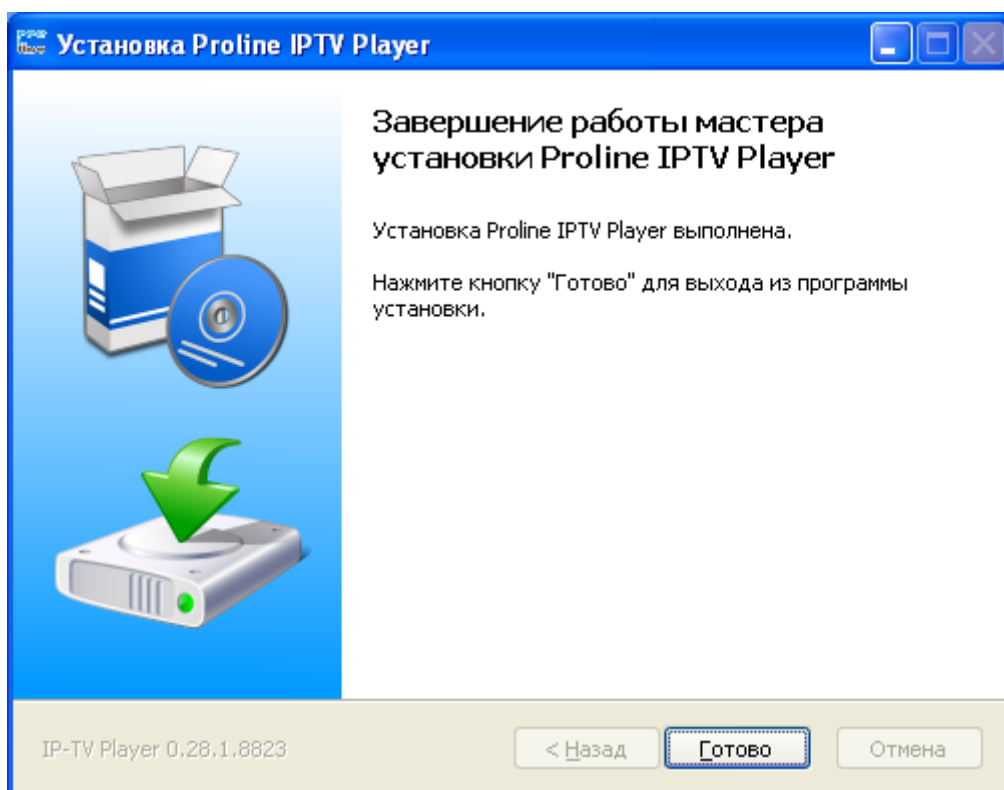 Установка Proline IPTV Player
Завершение работы мастера
установки Proline IPTV Player
Установка Proline IPTV Player выполнена.
Нажмите кнопку "Готово" для выхода из программы
установки.
IP-TV Player 0.28.1.8823
< Назад
Готово
Отмена